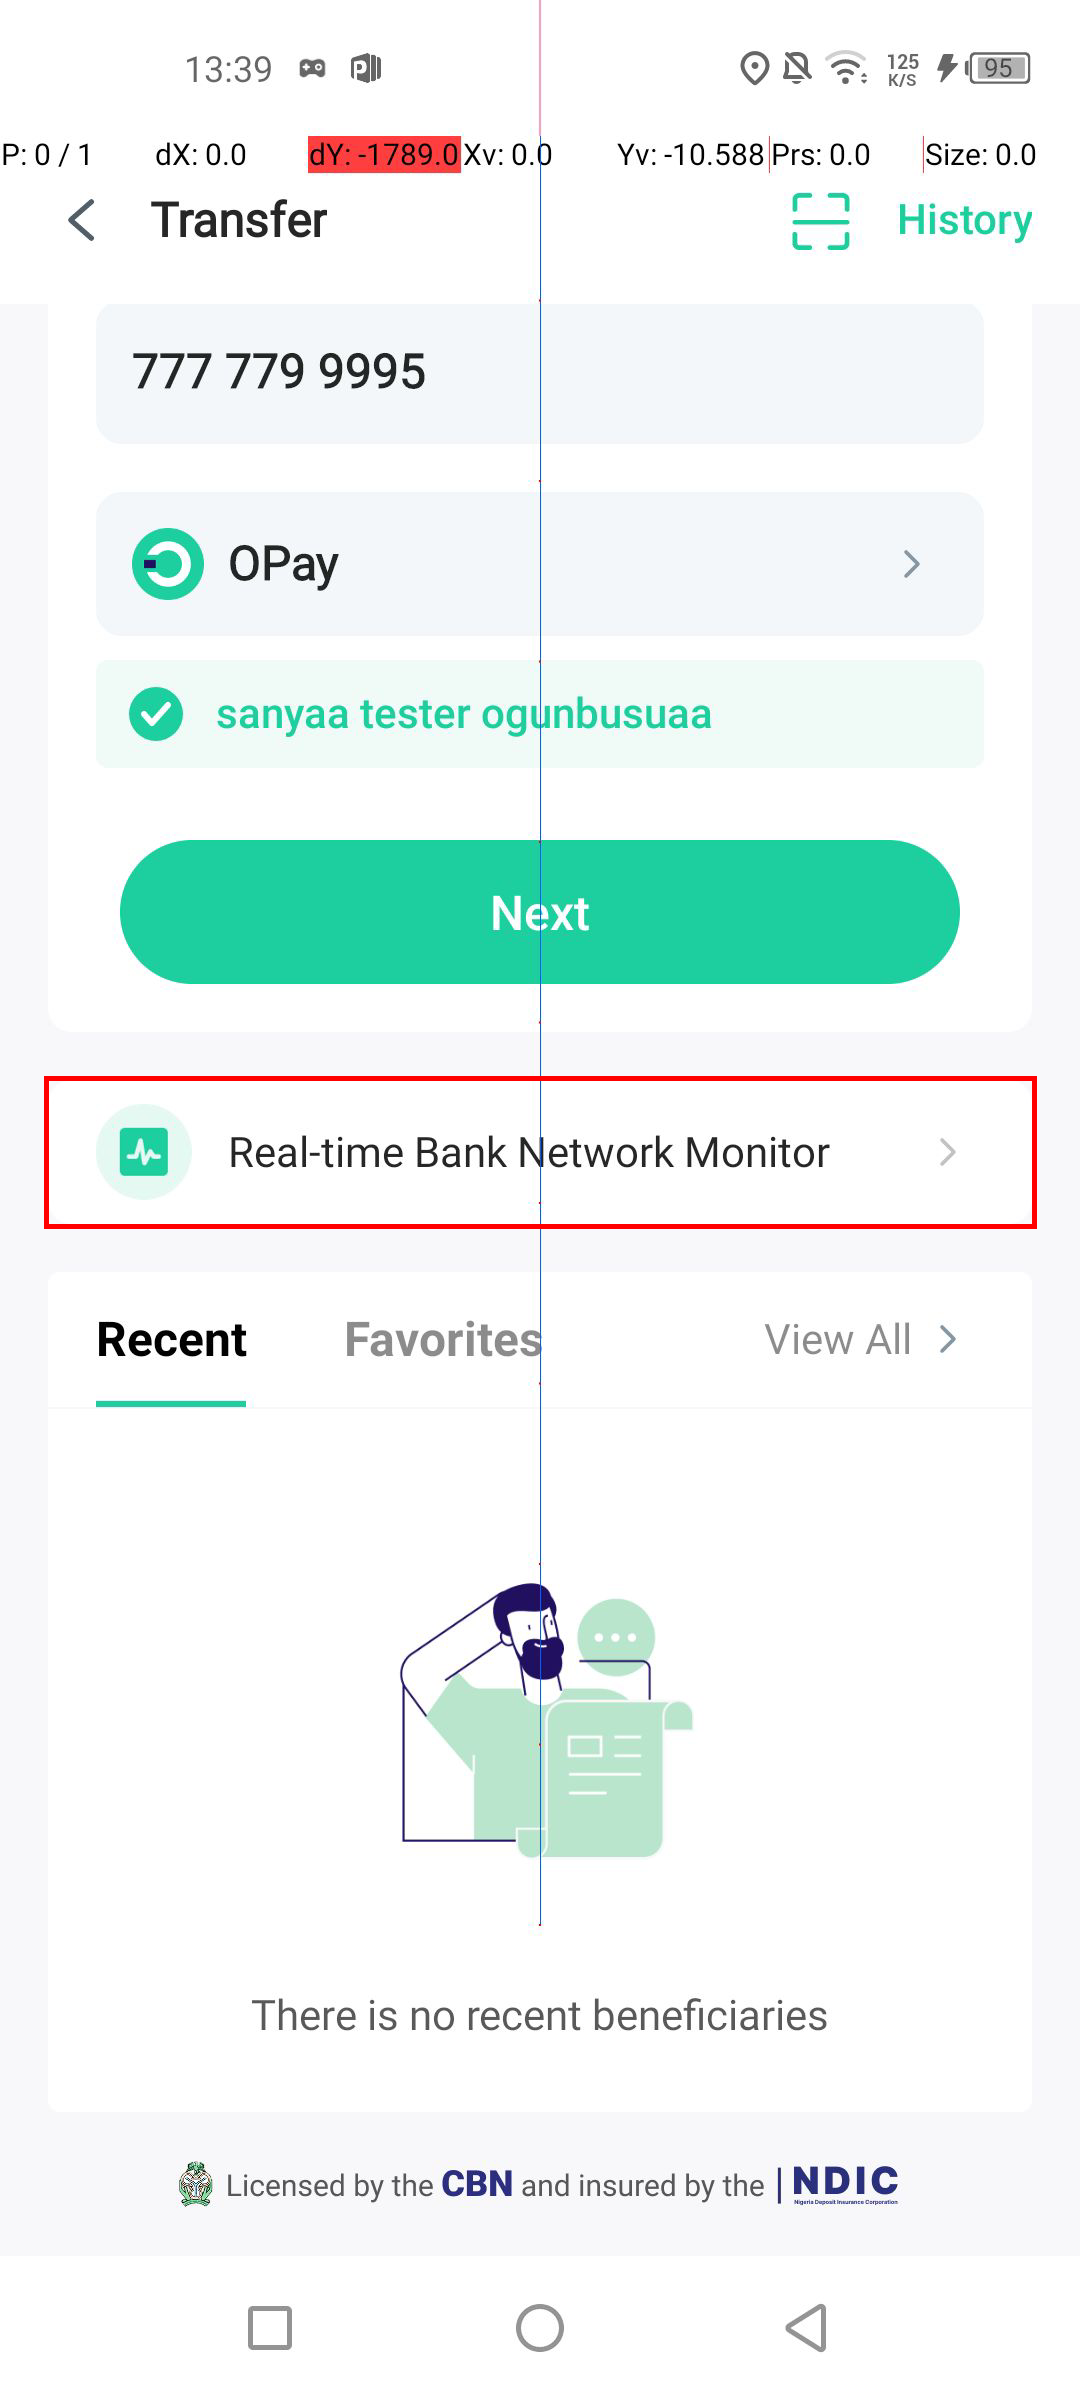 13:39
125
K/S
95
P: 0 / 1 dX: 0.0 dY: -1789.0 Xv: 0.0 Yv: -10.588 Prs: 0.0 Size: 0.0
Transfer
History
777 779 9995
OPay
sanyaa tester ogunbusuaa
Next
Real-time Bank Network Monitor
Recent Favorites View All
There is no recent beneficiaries
Licensed by the CBN and insured by the NDIC
Nigeria Deposit Insurance Corporation